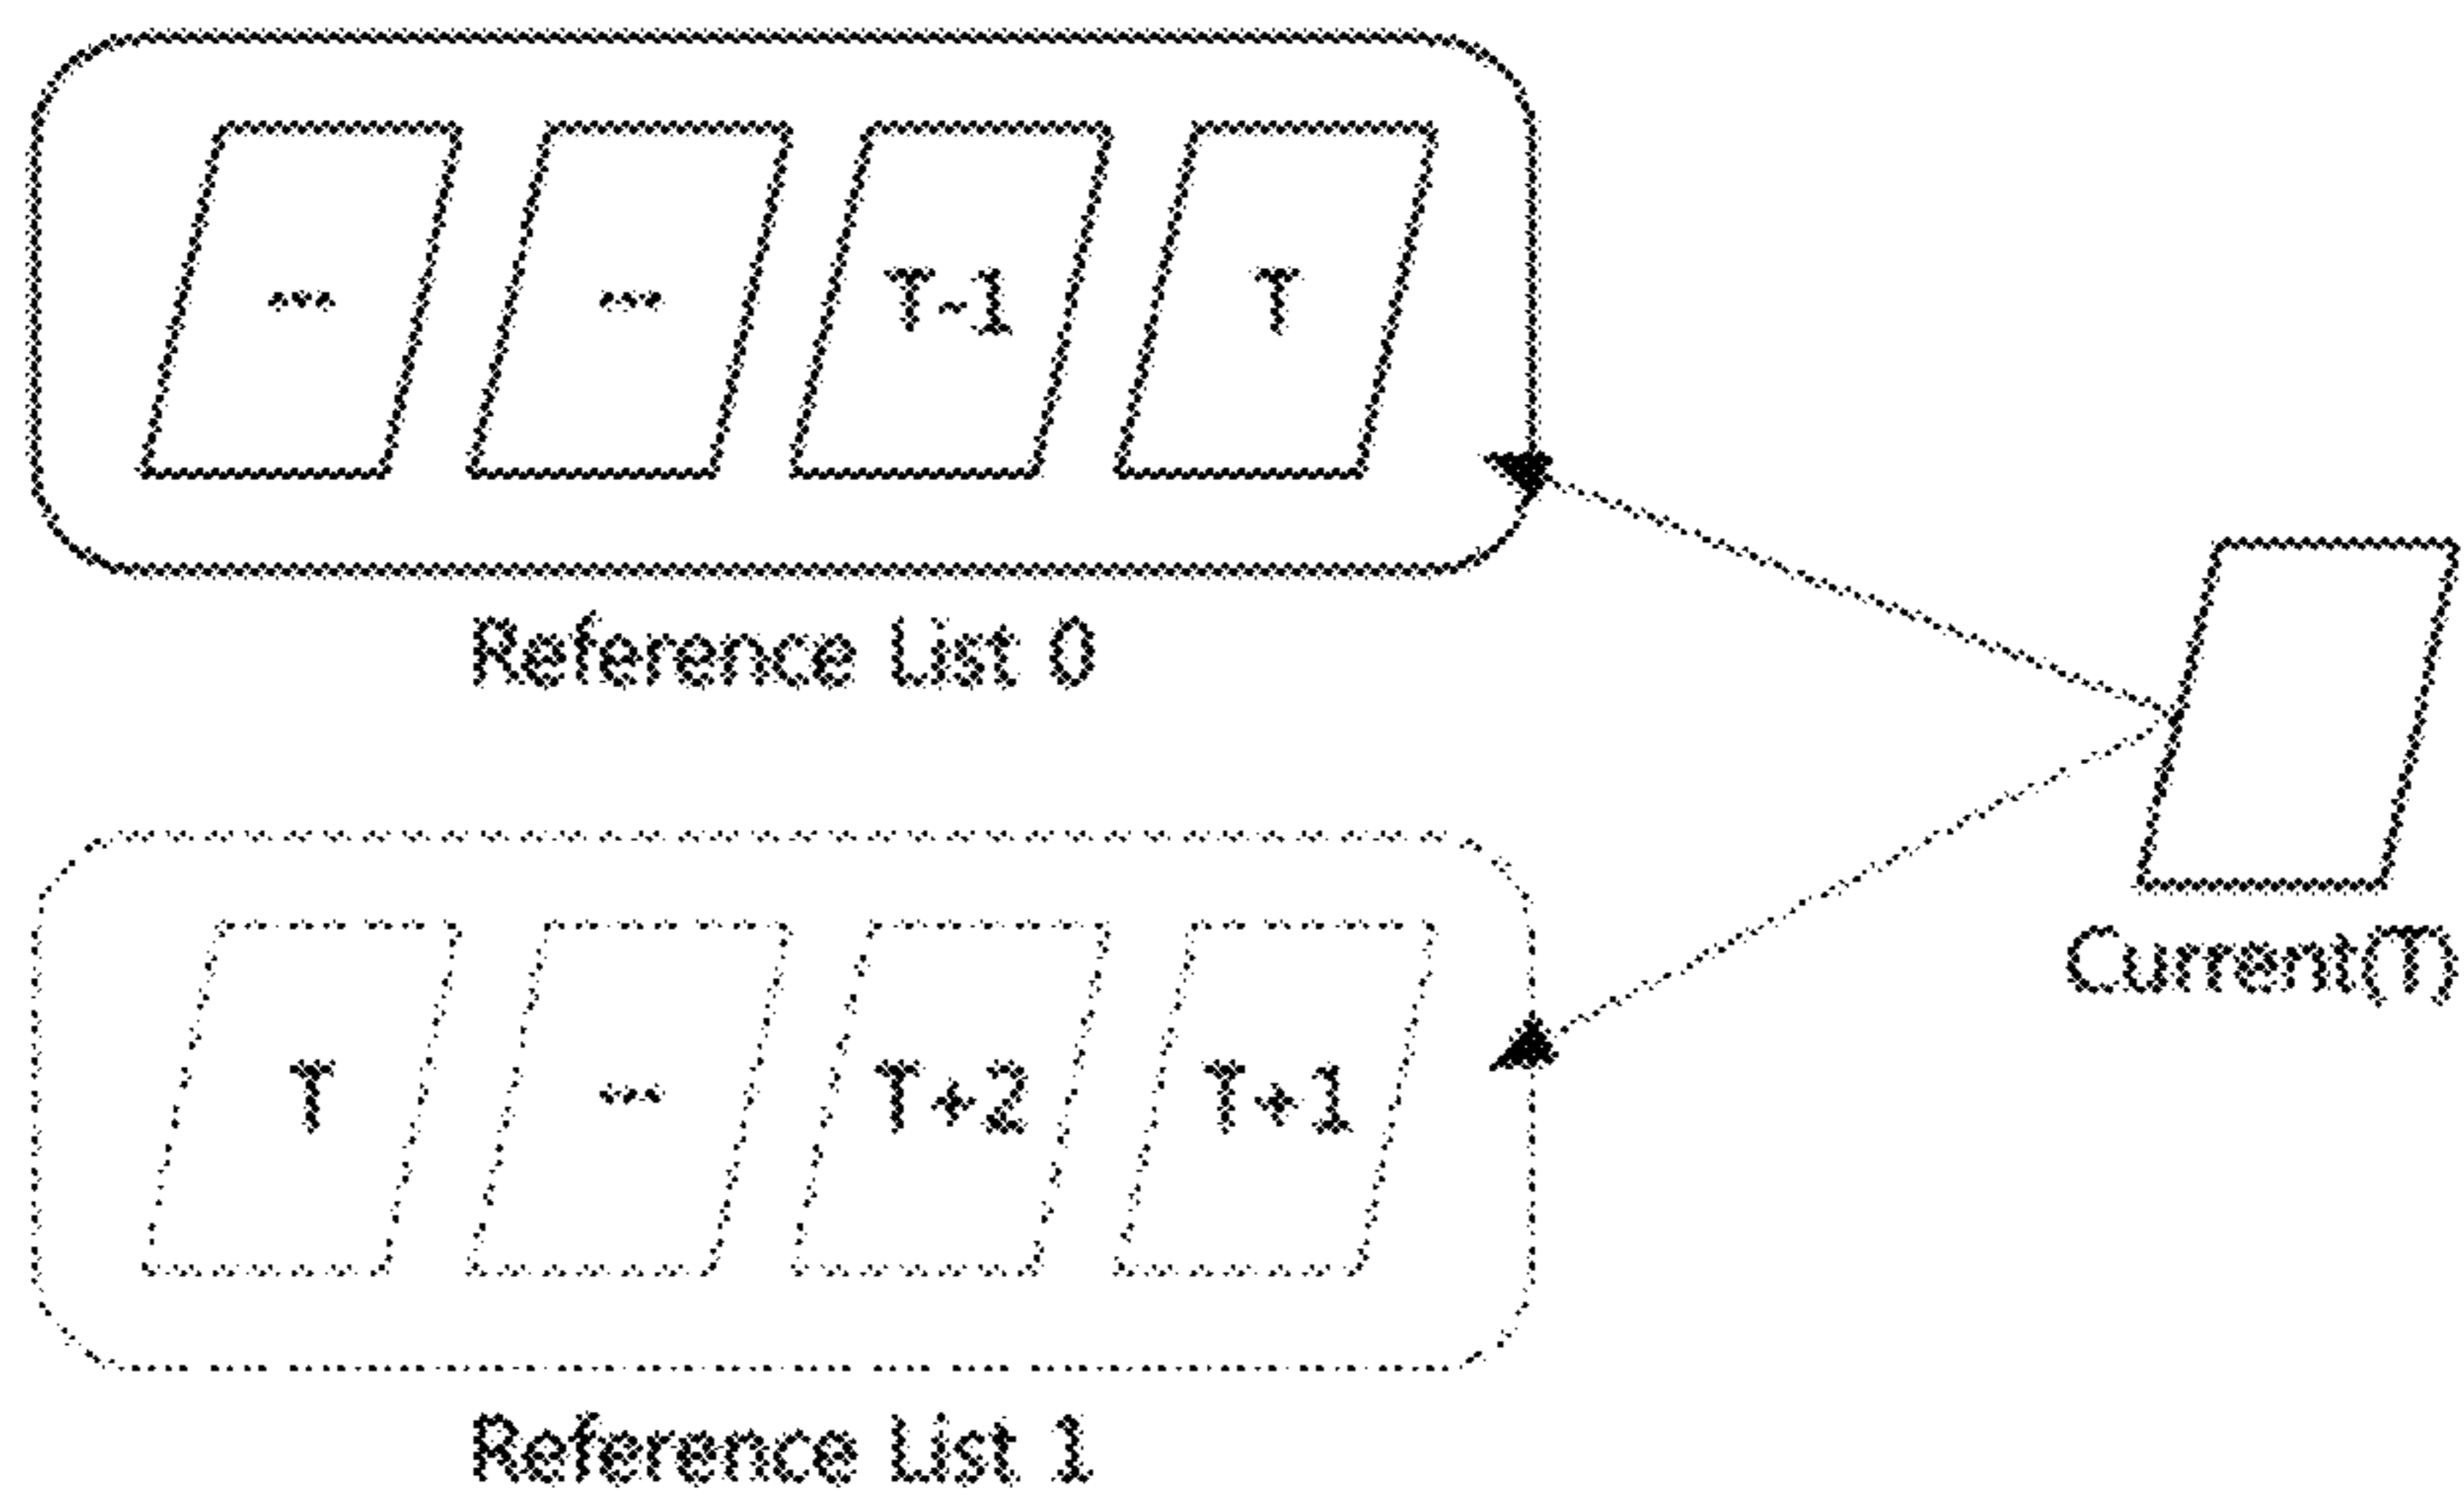 ... ... T-1 T
Reference List 0
Current(T)
T ... T+2 T+1
Reference List 1